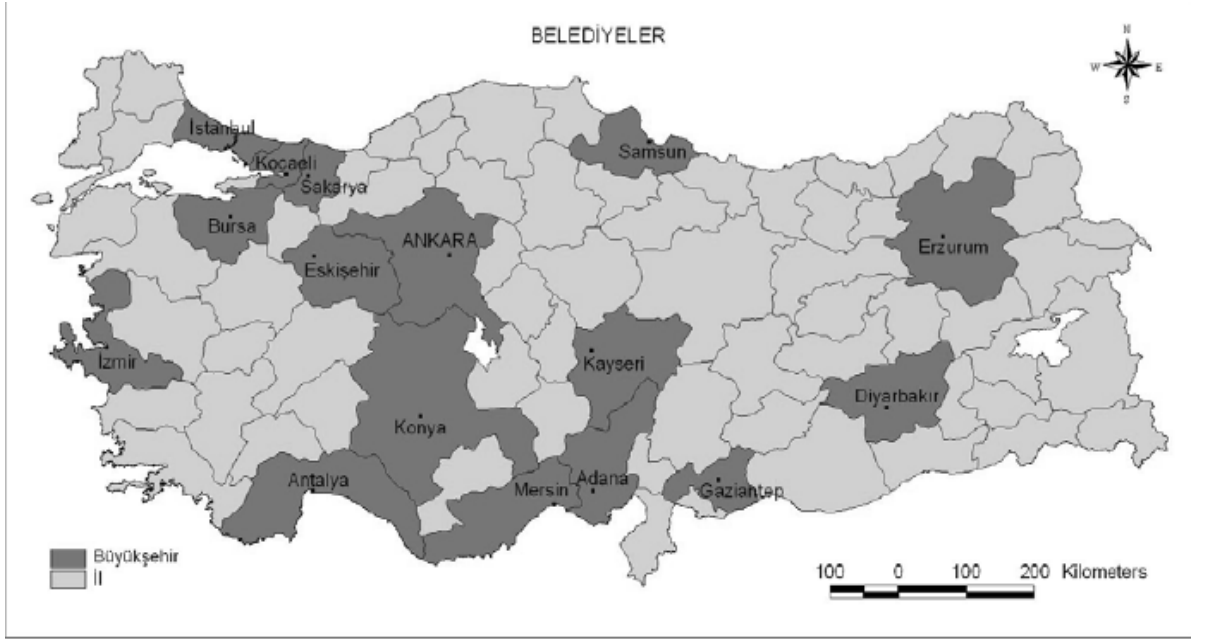 BELEDİYELER
N
W E
S
İstanbul
Kocaeli
Sakarya
Samsun
Bursa
ANKARA
Eskişehir
Erzurum
İzmir
Kayseri
Diyarbakır
Konya
Antalya
Mersin
Adana
Gaziantep
Büyükşehir
İl
100 0 100 200 Kilometers